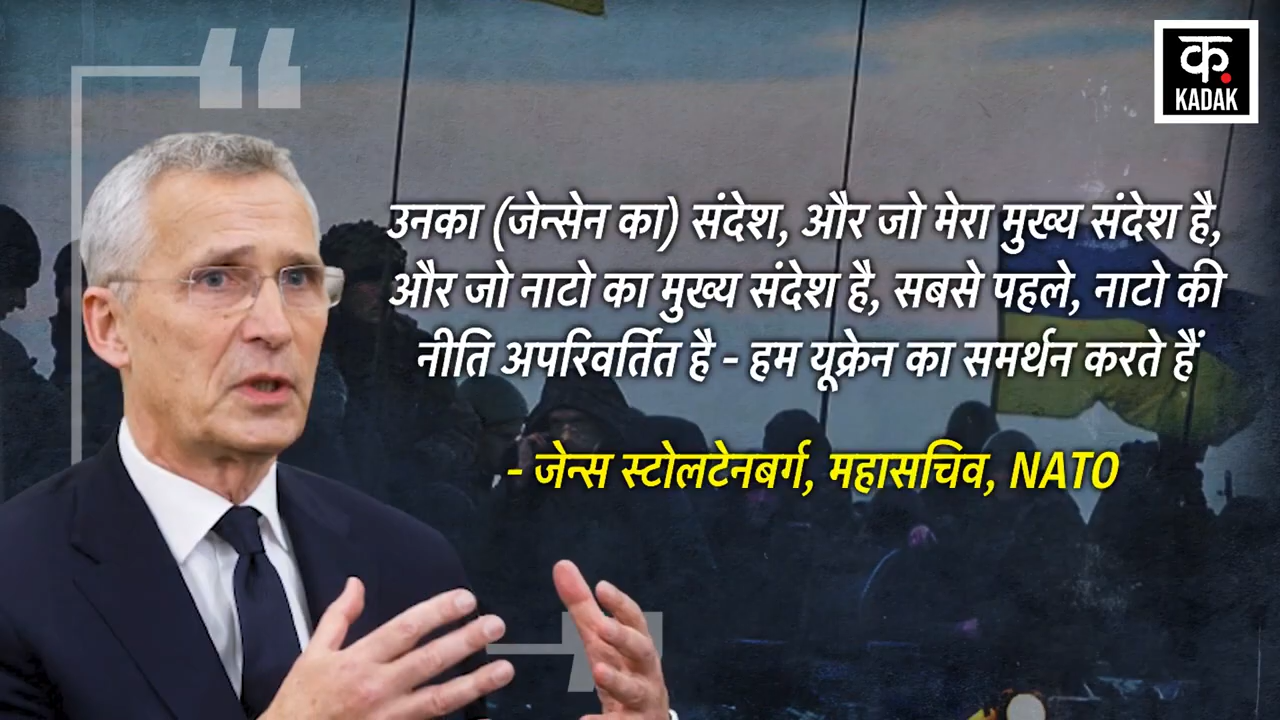 क
KADAK
उनका (जेन्सेन का) संदेश, और जो मेरा मुख्य संदेश है,
और जो नाटो का मुख्य संदेश है, सबसे पहले, नाटो की
नीति अपरिवर्तित है - हम यूक्रेन का समर्थन करते हैं
- जेन्स स्टोलटेनबर्ग, महासचिव, NATO